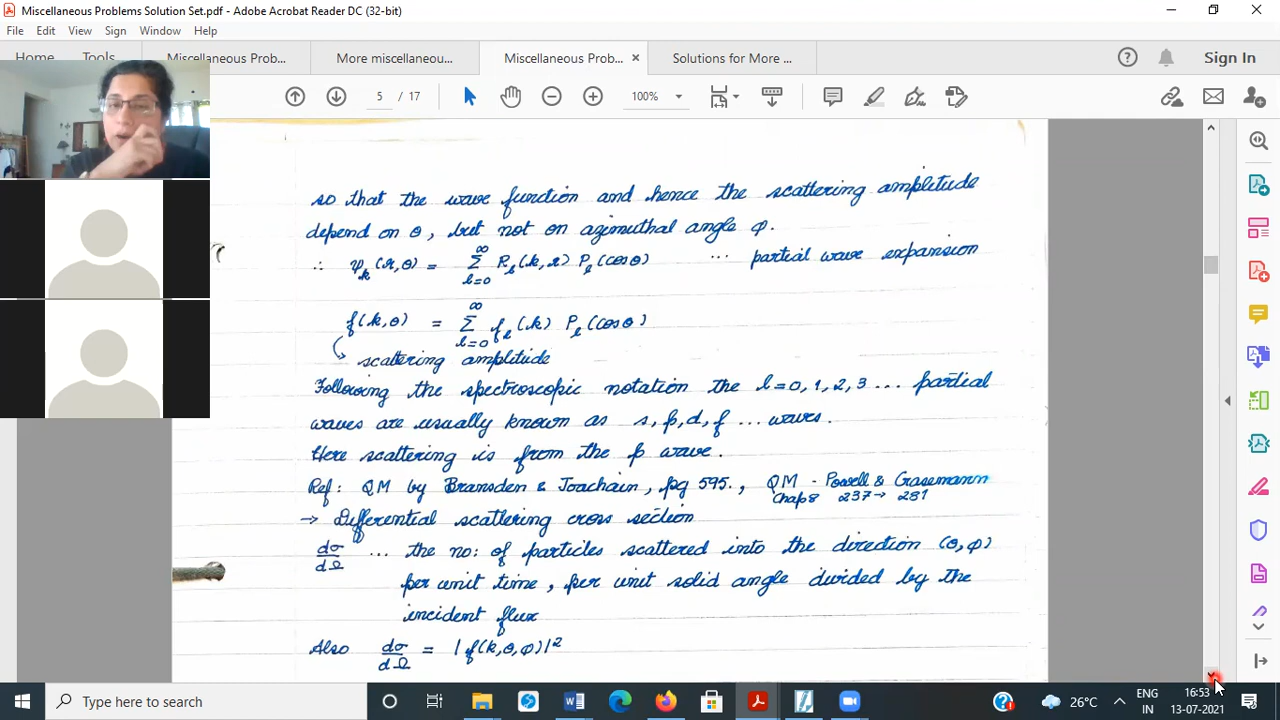 Miscellaneous Problems Solution Set.pdf - Adobe Acrobat Reader DC (32-bit)
File Edit View Sign Window Help
Home Tools Miscellaneous Prob... More miscellaneou... Miscellaneous Prob... × Solutions for More ... Sign In
5 / 17 100%
so that the wave function and hence the scattering amplitude
depend on θ, but not on azimuthal angle φ.
∴ ψ_k(r,θ) = Σ_{l=0}^{∞} R_l(k,r) P_l(cosθ) ... partial wave expansion
f(k,θ) = Σ_{l=0}^{∞} f_l(k) P_l(cosθ)
scattering amplitude
Following the spectroscopic notation the l=0,1,2,3 ... partial
waves are usually known as s, p, d, f ... waves.
Here scattering is from the p wave.
Ref: QM by Bransden & Joachain, pg 595., QM - Powell & Crasemann
Chap 8 237 → 281
→ Differential scattering cross section
dσ/dΩ ... the no: of particles scattered into the direction (θ,φ)
per unit time, per unit solid angle divided by the
incident flux
Also dσ/dΩ = |f(k,θ,φ)|²
Type here to search
26°C
ENG
IN
16:53
13-07-2021